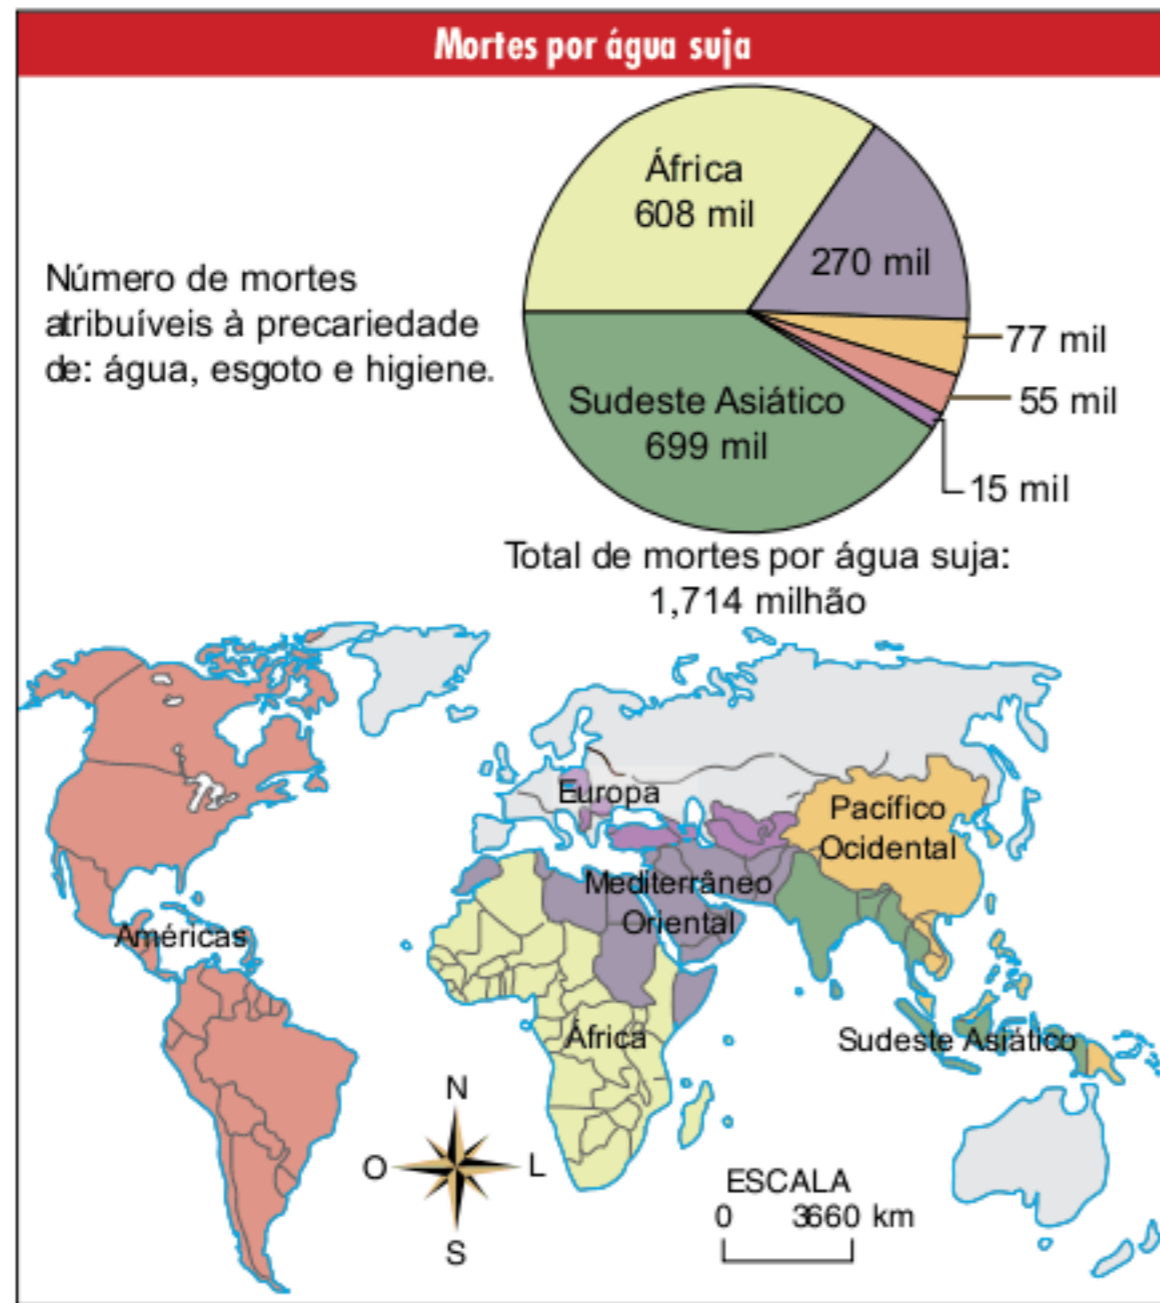 Mortes por água suja
África
608 mil
270 mil
Número de mortes
atribuíveis à precariedade
de: água, esgoto e higiene.
77 mil
55 mil
Sudeste Asiático
699 mil
15 mil
Total de mortes por água suja:
1,714 milhão
Europa
Pacífico
Ocidental
Mediterrâneo
Oriental
Américas
África
Sudeste Asiático
N
O
L
S
ESCALA
0 3660 km